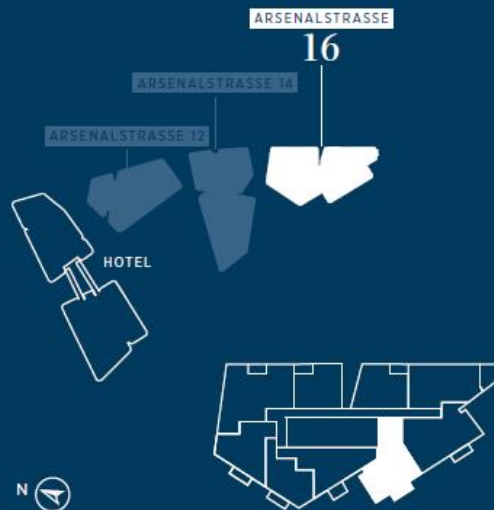 ARSENALSTRASSE
16
ARSENALSTRASSE 14
ARSENALSTRASSE 12
HOTEL
N